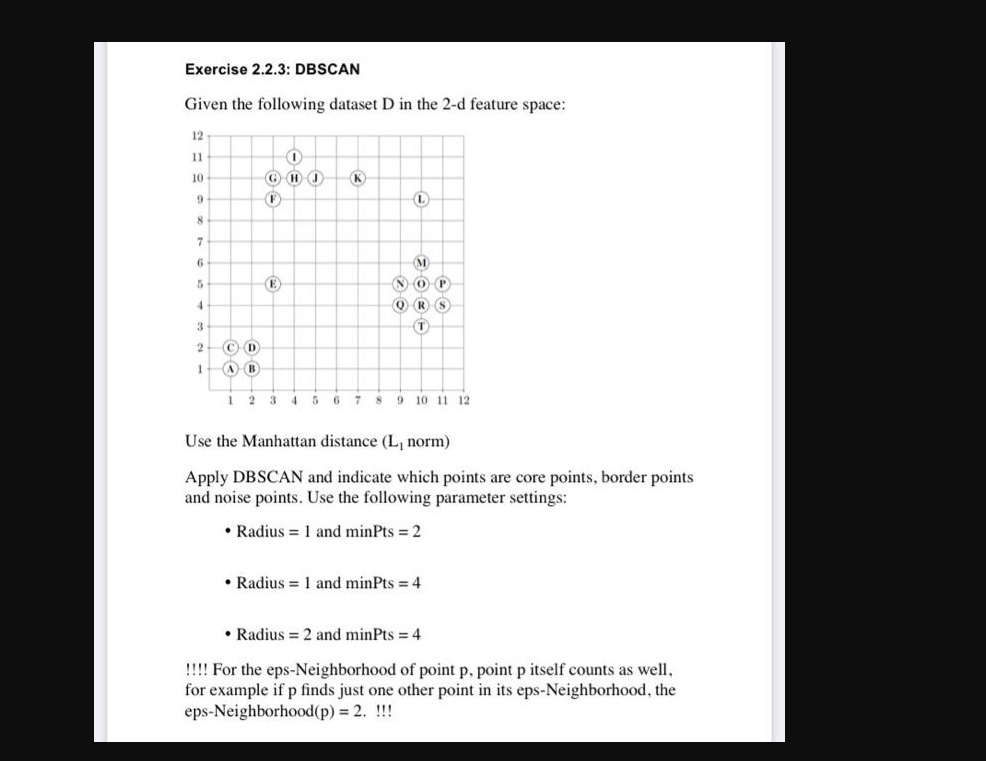 Exercise 2.2.3: DBSCAN
Given the following dataset D in the 2-d feature space:
12
11 I
10 G H J K
9 F L
8
7
6 M
5 E N O P
4 Q R S
3 T
2 C D
1 A B
1 2 3 4 5 6 7 8 9 10 11 12
Use the Manhattan distance (L₁ norm)
Apply DBSCAN and indicate which points are core points, border points
and noise points. Use the following parameter settings:
• Radius = 1 and minPts = 2
• Radius = 1 and minPts = 4
• Radius = 2 and minPts = 4
!!!! For the eps-Neighborhood of point p, point p itself counts as well,
for example if p finds just one other point in its eps-Neighborhood, the
eps-Neighborhood(p) = 2. !!!